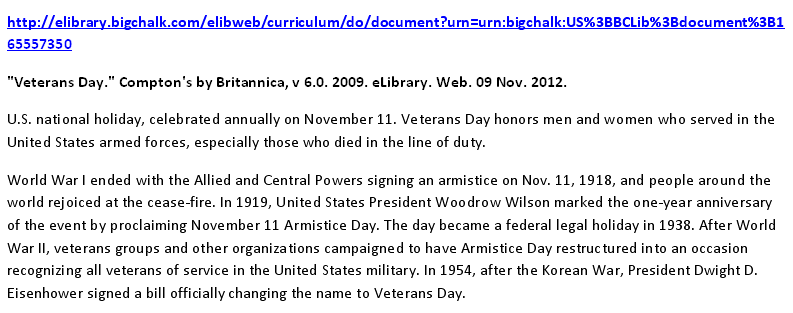 http://elibrary.bigchalk.com/elibweb/curriculum/do/document?urn=urn:bigchalk:US%3BBCLib%3Bdocument%3B1
65557350
"Veterans Day." Compton's by Britannica, v 6.0. 2009. eLibrary. Web. 09 Nov. 2012.
U.S. national holiday, celebrated annually on November 11. Veterans Day honors men and women who served in the
United States armed forces, especially those who died in the line of duty.
World War I ended with the Allied and Central Powers signing an armistice on Nov. 11, 1918, and people around the
world rejoiced at the cease-fire. In 1919, United States President Woodrow Wilson marked the one-year anniversary
of the event by proclaiming November 11 Armistice Day. The day became a federal legal holiday in 1938. After World
War II, veterans groups and other organizations campaigned to have Armistice Day restructured into an occasion
recognizing all veterans of service in the United States military. In 1954, after the Korean War, President Dwight D.
Eisenhower signed a bill officially changing the name to Veterans Day.